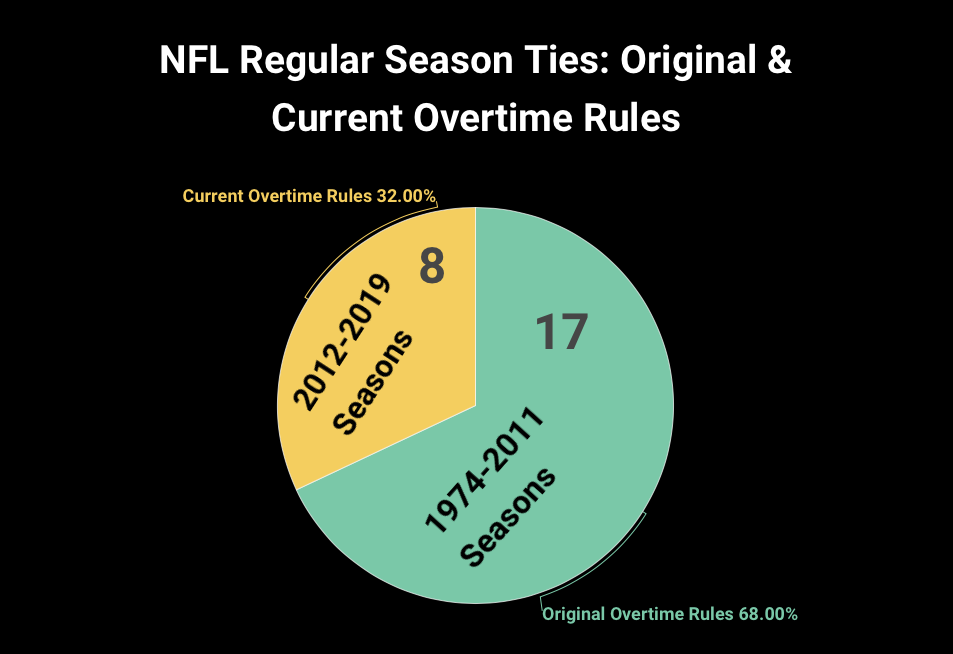 NFL Regular Season Ties: Original &
Current Overtime Rules
Current Overtime Rules 32.00%
8
2012-2019
Seasons
17
1974-2011
Seasons
Original Overtime Rules 68.00%